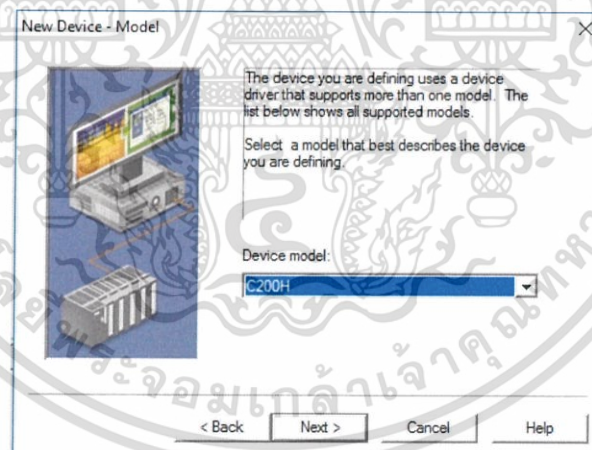 New Device - Model
The device you are defining uses a device
driver that supports more than one model. The
list below shows all supported models.
Select a model that best describes the device
you are defining.
Device model:
C200H
< Back
Next >
Cancel
Help